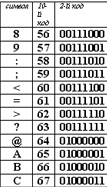 символ 10-й код 2-й код
8 56 00111000
9 57 00111001
: 58 00111010
; 59 00111011
< 60 00111100
= 61 00111101
> 62 00111110
? 63 00111111
@ 64 01000000
A 65 01000001
B 66 01000010
C 67 01000011